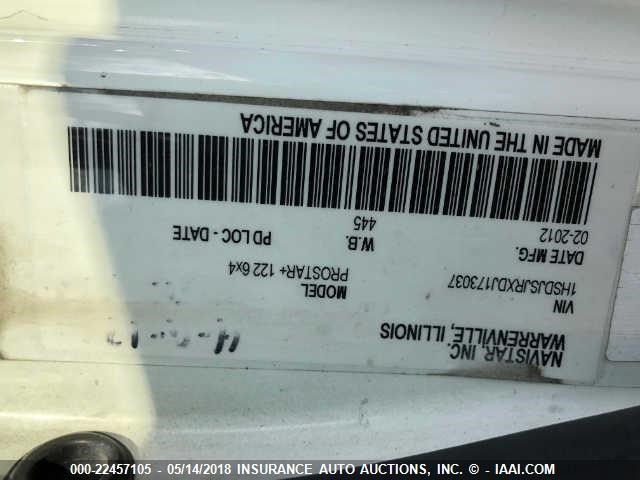 NAVISTAR, INC.
WARRENVILLE, ILLINOIS
VIN
1HSDJSJRXDJ173037
MODEL
PROSTAR+ 122 6x4
DATE MFG.
02-2012
W.B.
445
PD LOC - DATE
MADE IN THE UNITED STATES OF AMERICA
000-22457105 - 05/14/2018 INSURANCE AUTO AUCTIONS, INC. - © IAAI.COM